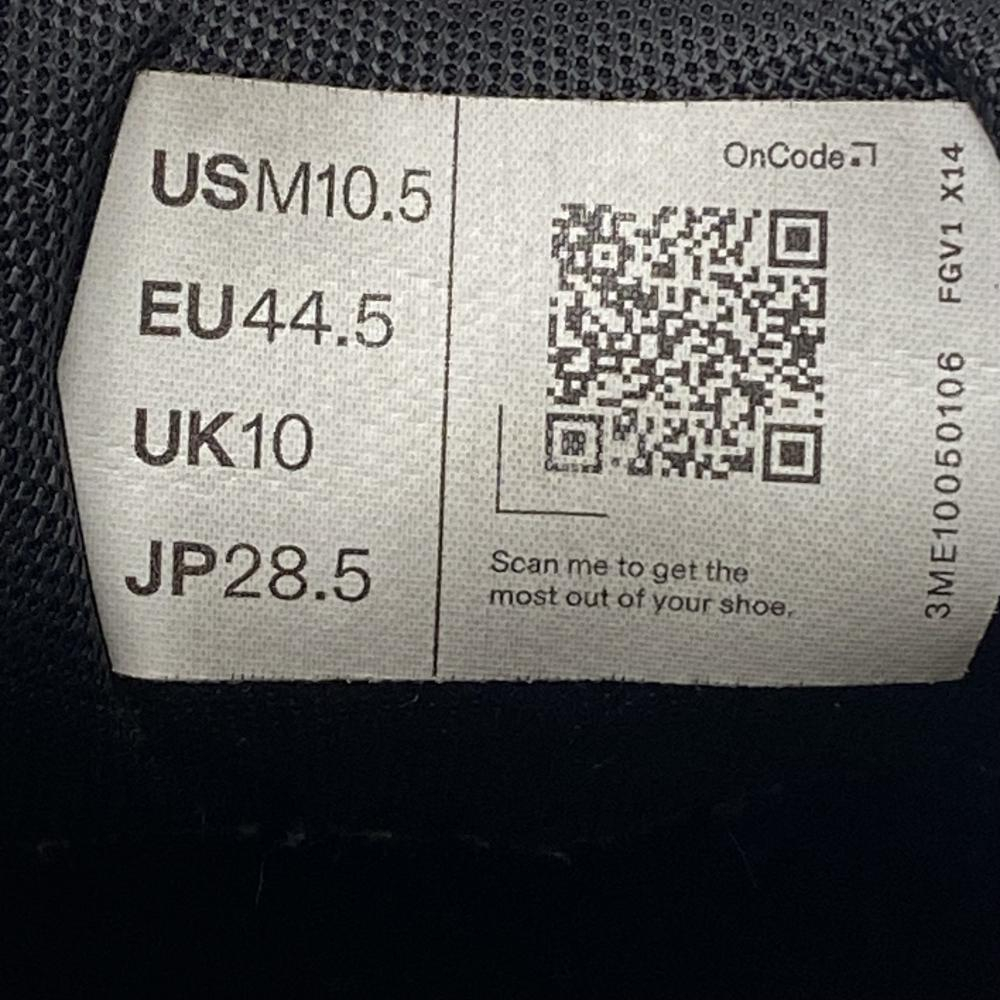 USM10.5
EU44.5
UK10
JP28.5
OnCode
Scan me to get the
most out of your shoe.
3ME10050106 FGV1 X14